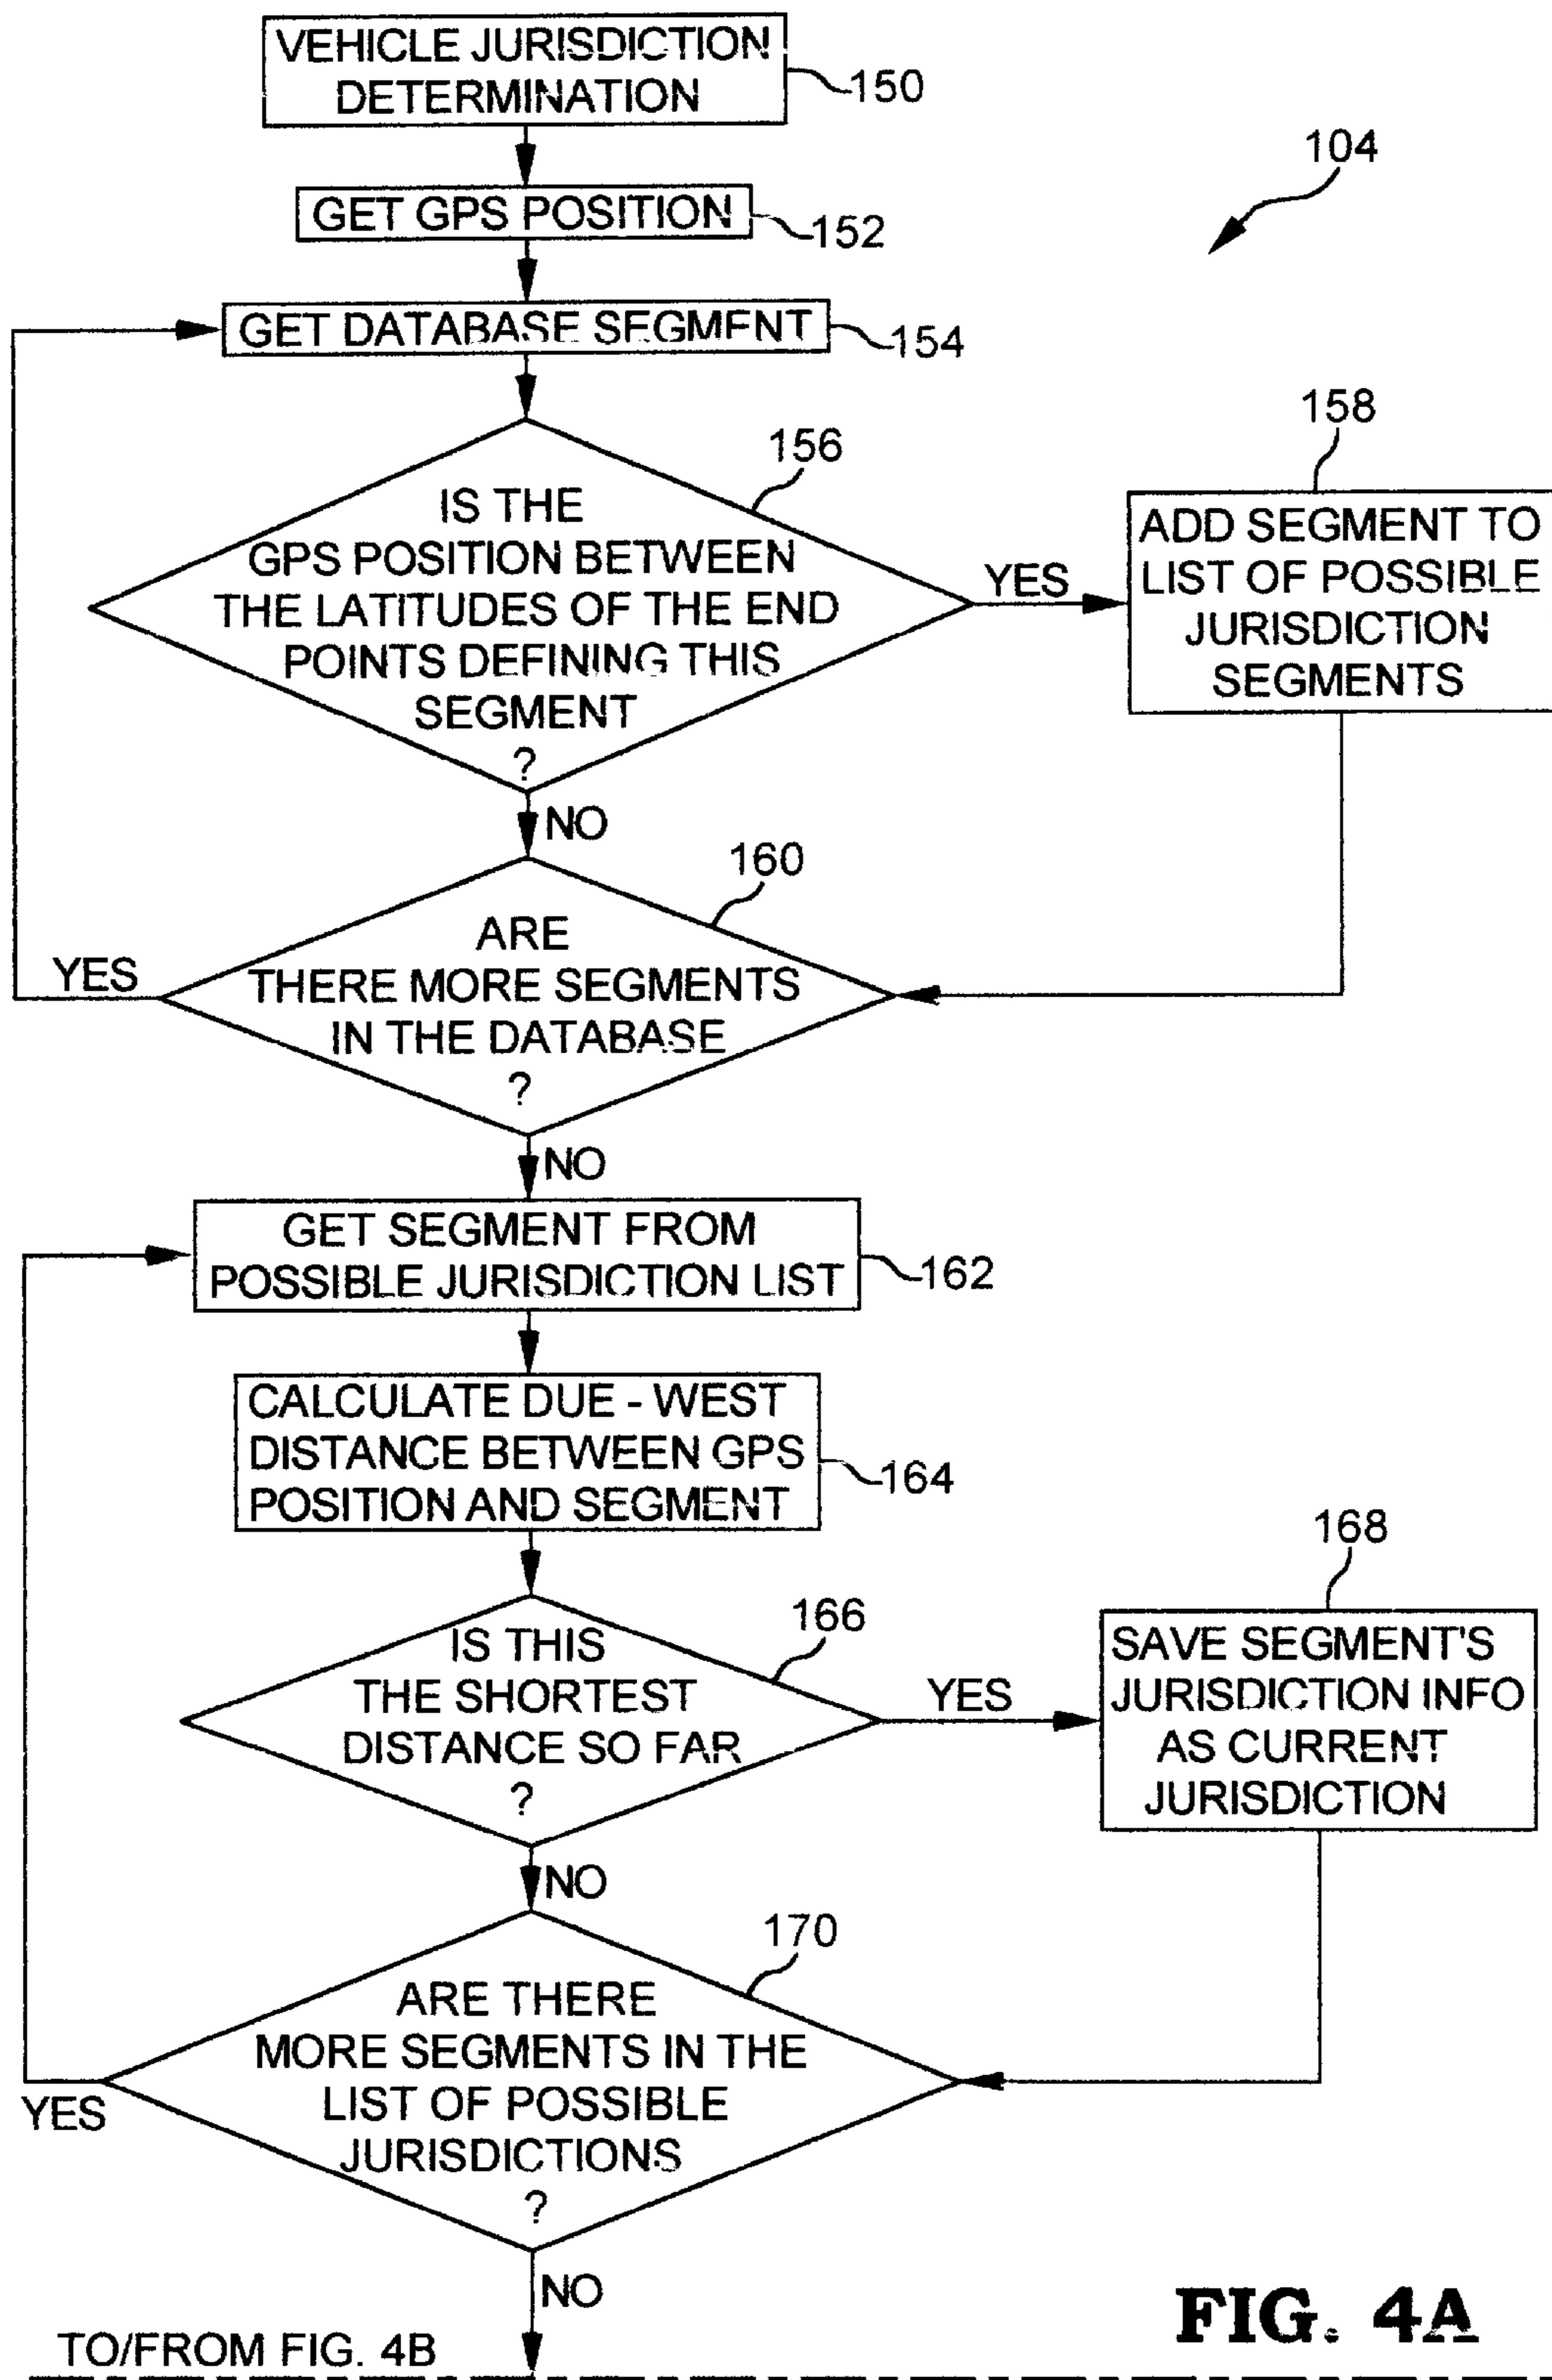 VEHICLE JURISDICTION
DETERMINATION
150
104
GET GPS POSITION
152
GET DATABASE SEGMENT
154
156
IS THE
GPS POSITION BETWEEN
THE LATITUDES OF THE END
POINTS DEFINING THIS
SEGMENT
?
YES
158
ADD SEGMENT TO
LIST OF POSSIBLE
JURISDICTION
SEGMENTS
NO
160
ARE
THERE MORE SEGMENTS
IN THE DATABASE
?
YES
NO
GET SEGMENT FROM
POSSIBLE JURISDICTION LIST
162
CALCULATE DUE - WEST
DISTANCE BETWEEN GPS
POSITION AND SEGMENT
164
166
IS THIS
THE SHORTEST
DISTANCE SO FAR
?
YES
168
SAVE SEGMENT'S
JURISDICTION INFO
AS CURRENT
JURISDICTION
NO
170
ARE THERE
MORE SEGMENTS IN THE
LIST OF POSSIBLE
JURISDICTIONS
?
YES
NO
TO/FROM FIG. 4B
FIG. 4A